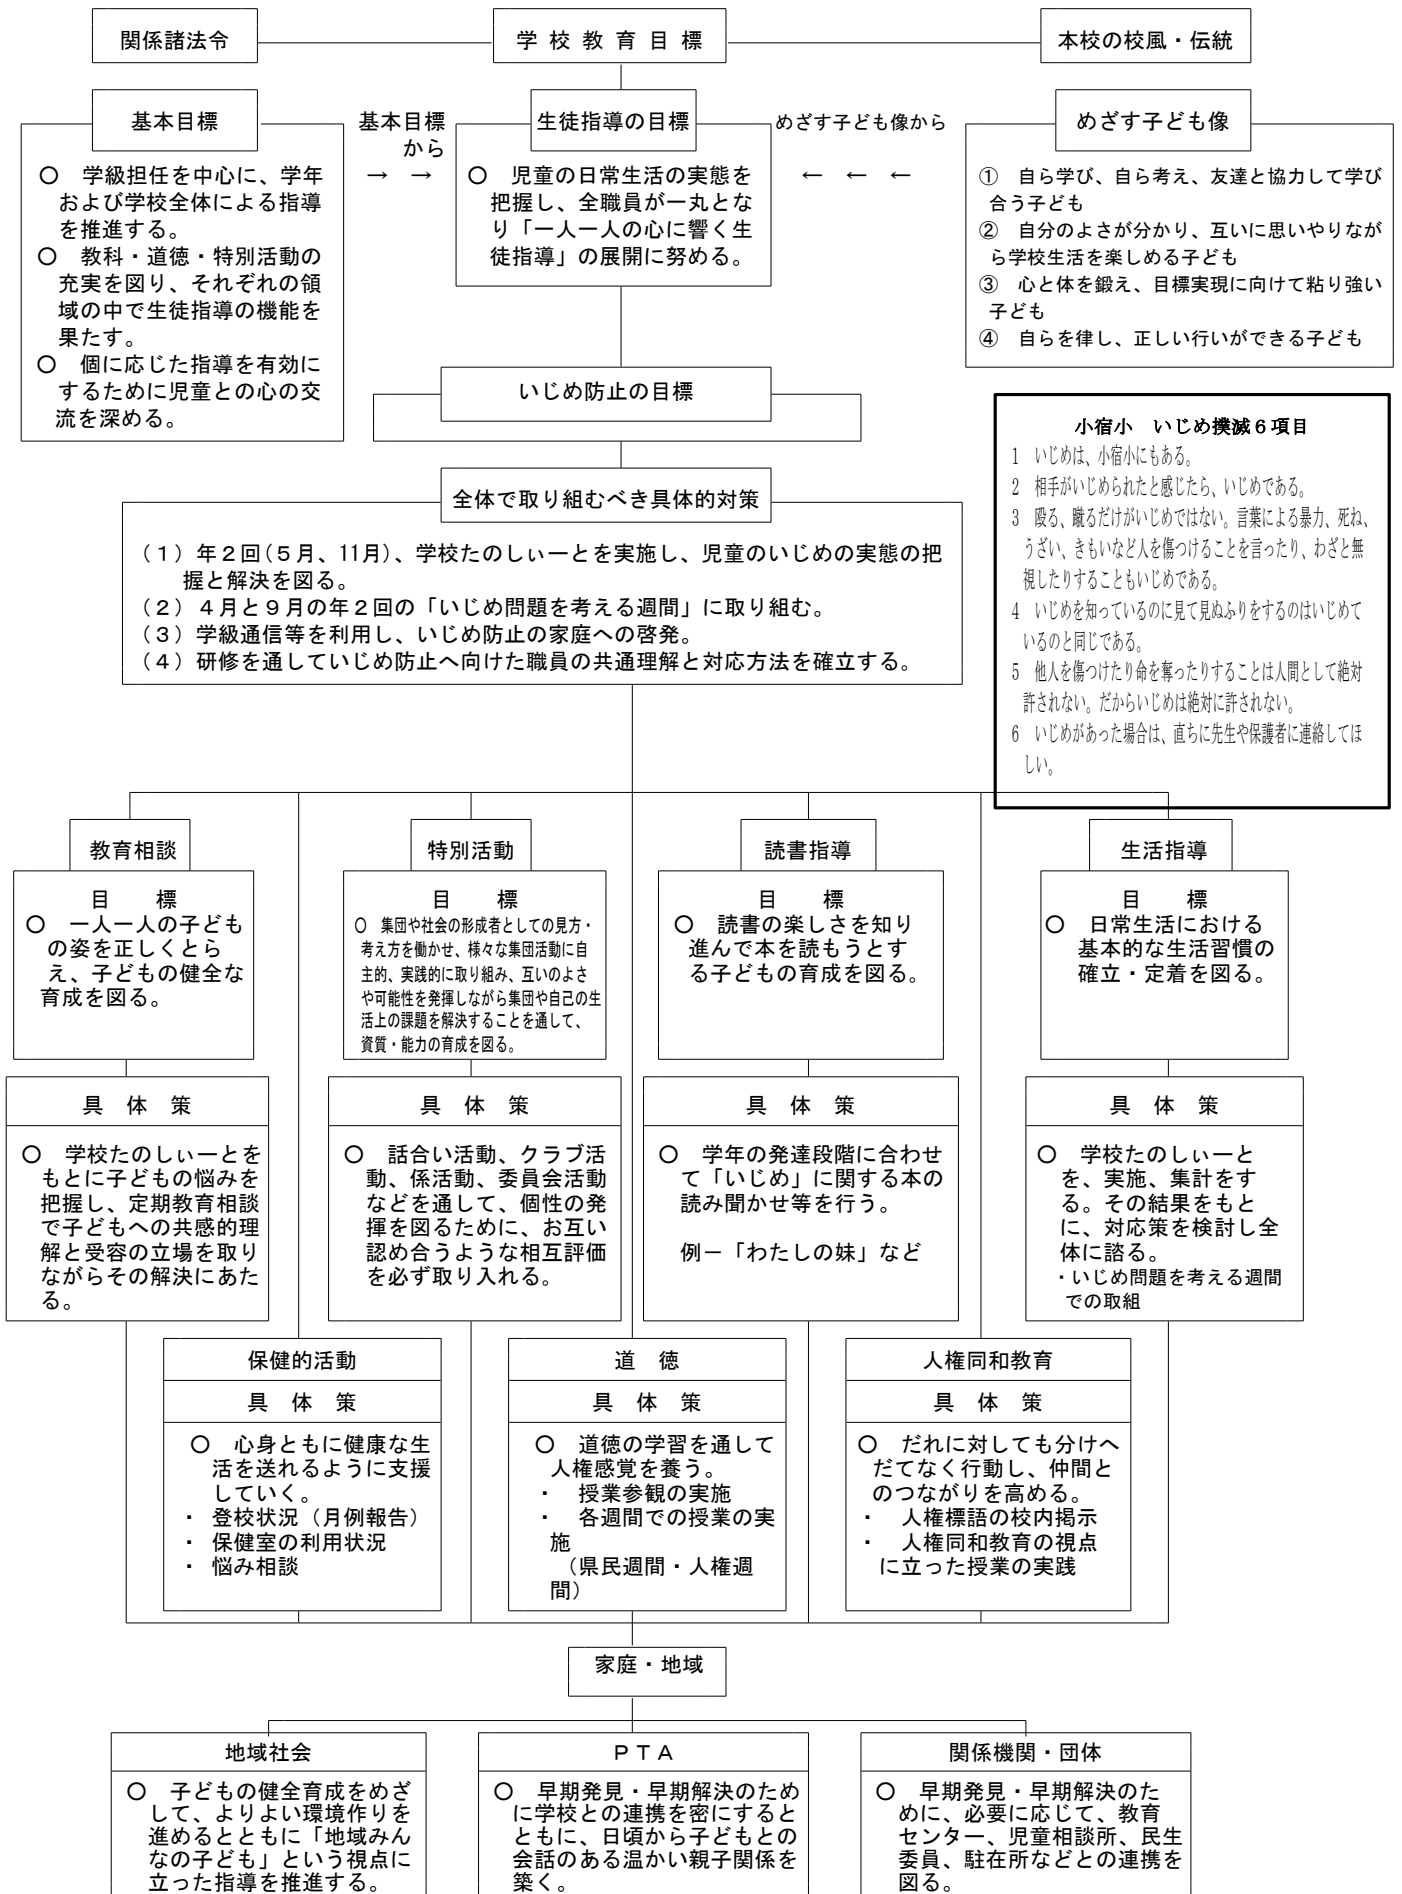 関係諸法令
学校教育目標
本校の校風・伝統
基本目標
○　学級担任を中心に、学年
および学校全体による指導
を推進する。
○　教科・道徳・特別活動の
充実を図り、それぞれの領
域の中で生徒指導の機能を
果たす。
○　個に応じた指導を有効に
するために児童との心の交
流を深める。
基本目標
から
→　→
生徒指導の目標
○　児童の日常生活の実態を
把握し、全職員が一丸とな
り「一人一人の心に響く生
徒指導」の展開に努める。
めざす子ども像から
←　←　←
めざす子ども像
①　自ら学び、自ら考え、友達と協力して学び
合う子ども
②　自分のよさが分かり、互いに思いやりなが
ら学校生活を楽しめる子ども
③　心と体を鍛え、目標実現に向けて粘り強い
子ども
④　自らを律し、正しい行いができる子ども
いじめ防止の目標
小宿小　いじめ撲滅６項目
1　いじめは、小宿小にもある。
2　相手がいじめられたと感じたら、いじめである。
3　殴る、蹴るだけがいじめではない。言葉による暴力、死ね、
うざい、きもいなど人を傷つけることを言ったり、わざと無
視したりすることもいじめである。
4　いじめを知っているのに見て見ぬふりをするのはいじめて
いるのと同じである。
5　他人を傷つけたり命を奪ったりすることは人間として絶対
許されない。だからいじめは絶対に許されない。
6　いじめがあった場合は、直ちに先生や保護者に連絡してほ
しい。
全体で取り組むべき具体的対策
（１）年２回(５月、11月)、学校たのしぃーとを実施し、児童のいじめの実態の把
握と解決を図る。
（２）４月と９月の年２回の「いじめ問題を考える週間」に取り組む。
（３）学級通信等を利用し、いじめ防止の家庭への啓発。
（４）研修を通していじめ防止へ向けた職員の共通理解と対応方法を確立する。
教育相談
目　標
○　一人一人の子ども
の姿を正しくとら
え、子どもの健全な
育成を図る。
具　体　策
○　学校たのしぃーとを
もとに子どもの悩みを
把握し、定期教育相談
で子どもへの共感的理
解と受容の立場を取り
ながらその解決にあた
る。
特別活動
目　標
○　集団や社会の形成者としての見方・
考え方を働かせ、様々な集団活動に自
主的、実践的に取り組み、互いのよさ
や可能性を発揮しながら集団や自己の生
活上の課題を解決することを通して、
資質・能力の育成を図る。
具　体　策
○　話合い活動、クラブ活
動、係活動、委員会活動
などを通して、個性の発
揮を図るために、お互い
認め合うような相互評価
を必ず取り入れる。
読書指導
目　標
○　読書の楽しさを知り
進んで本を読もうとす
る子どもの育成を図る。
具　体　策
○　学年の発達段階に合わせ
て「いじめ」に関する本の
読み聞かせ等を行う。
例－「わたしの妹」など
生活指導
目　標
○　日常生活における
基本的な生活習慣の
確立・定着を図る。
具　体　策
○　学校たのしぃーと
を、実施、集計をす
る。その結果をもと
に、対応策を検討し全
体に諮る。
・いじめ問題を考える週間
での取組
保健的活動
具　体　策
○　心身ともに健康な生
活を送れるように支援
していく。
・　登校状況（月例報告）
・　保健室の利用状況
・　悩み相談
道　徳
具　体　策
○　道徳の学習を通して
人権感覚を養う。
・　授業参観の実施
・　各週間での授業の実
施
（県民週間・人権週
間）
人権同和教育
具　体　策
○　だれに対しても分けへ
だてなく行動し、仲間と
のつながりを高める。
・　人権標語の校内掲示
・　人権同和教育の視点
に立った授業の実践
家庭・地域
地域社会
○　子どもの健全育成をめざ
して、よりよい環境作りを
進めるとともに「地域みん
なの子ども」という視点に
立った指導を推進する。
ＰＴＡ
○　早期発見・早期解決のため
に学校との連携を密にすると
ともに、日頃から子どもとの
会話のある温かい親子関係を
築く。
関係機関・団体
○　早期発見・早期解決のた
めに、必要に応じて、教育
センター、児童相談所、民生
委員、駐在所などとの連携を
図る。